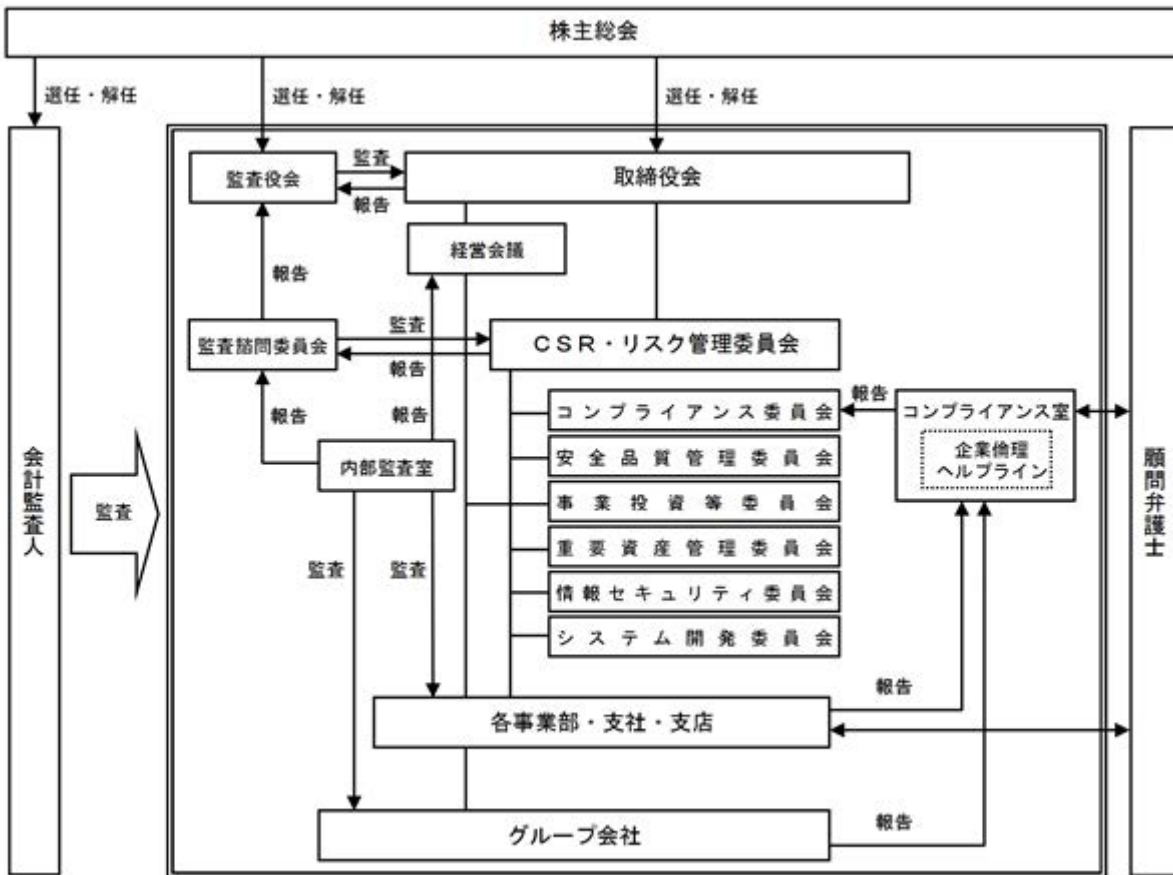 株主総会
選任・解任
選任・解任
選任・解任
監査役会
監査
報告
取締役会
経営会議
報告
監査諮問委員会
監査
報告
CSR・リスク管理委員会
報告
報告
内部監査室
コンプライアンス委員会
安全品質管理委員会
事業投資等委員会
重要資産管理委員会
情報セキュリティ委員会
システム開発委員会
報告
コンプライアンス室
企業倫理
ヘルプライン
会計監査人
監査
顧問弁護士
監査
監査
各事業部・支社・支店
報告
グループ会社
報告